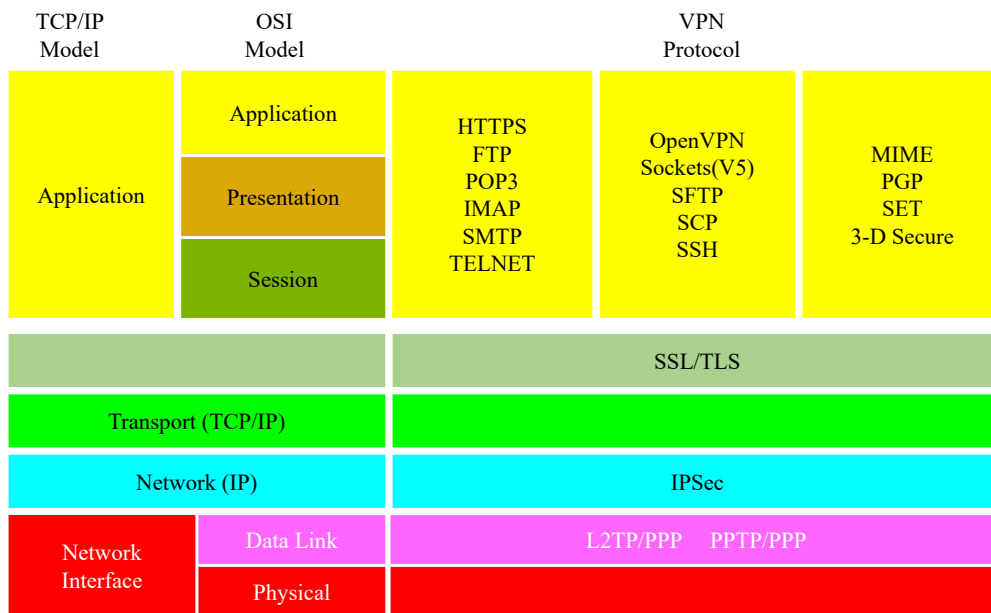 TCP/IP
Model
OSI
Model
VPN
Protocol
Application
Application
Presentation
Session
HTTPS
FTP
POP3
IMAP
SMTP
TELNET
OpenVPN
Sockets(V5)
SFTP
SCP
SSH
MIME
PGP
SET
3-D Secure
SSL/TLS
Transport (TCP/IP)
Network (IP)
IPSec
Network
Interface
Data Link
L2TP/PPP PPTP/PPP
Physical